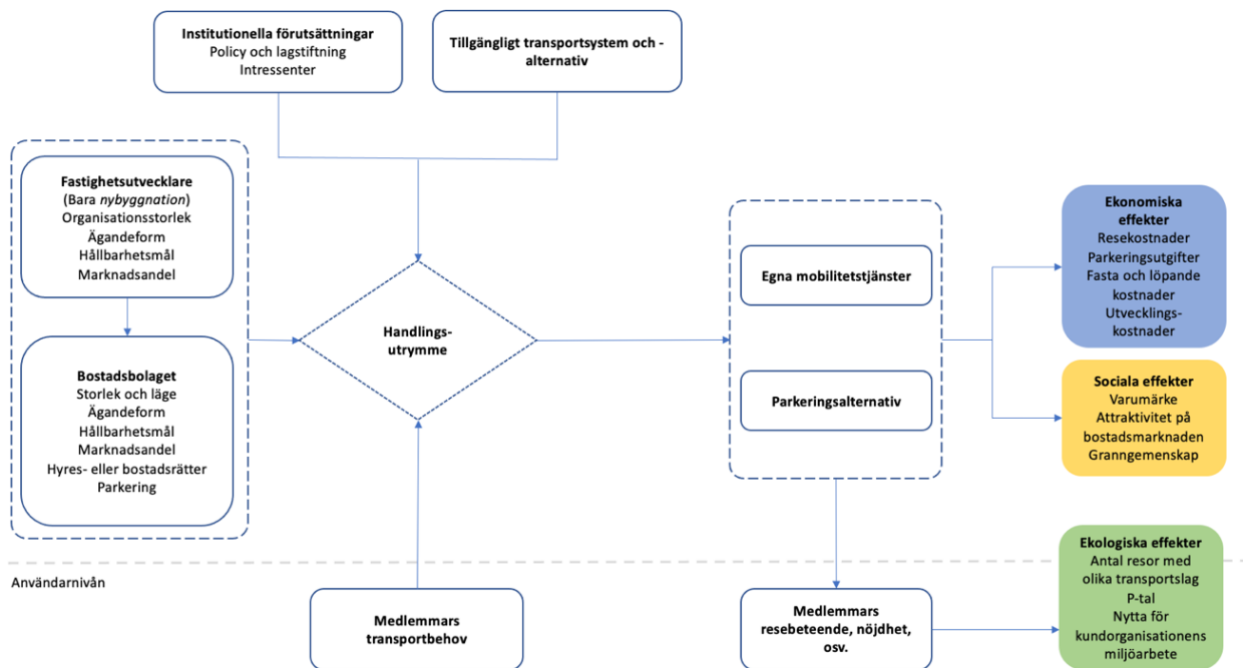 Institutionella förutsättningar
Policy och lagstiftning
Intressenter
Tillgängligt transportsystem och -
alternativ
Fastighetsutvecklare
(Bara nybyggnation)
Organisationsstorlek
Ägandeform
Hållbarhetsmål
Marknadsandel
Bostadsbolaget
Storlek och läge
Ägandeform
Hållbarhetsmål
Marknadsandel
Hyres- eller bostadsrätter
Parkering
Handlings-
utrymme
Egna mobilitetstjänster
Parkeringsalternativ
Ekonomiska
effekter
Resekostnader
Parkeringsutgifter
Fasta och löpande
kostnader
Utvecklings-
kostnader
Sociala effekter
Varumärke
Attraktivitet på
bostadsmarknaden
Granngemenskap
Användarnivån
Medlemmars
transportbehov
Medlemmars
resebeteende, nöjdhet,
osv.
Ekologiska effekter
Antal resor med
olika transportslag
P-tal
Nytta för
kundorganisationens
miljöarbete